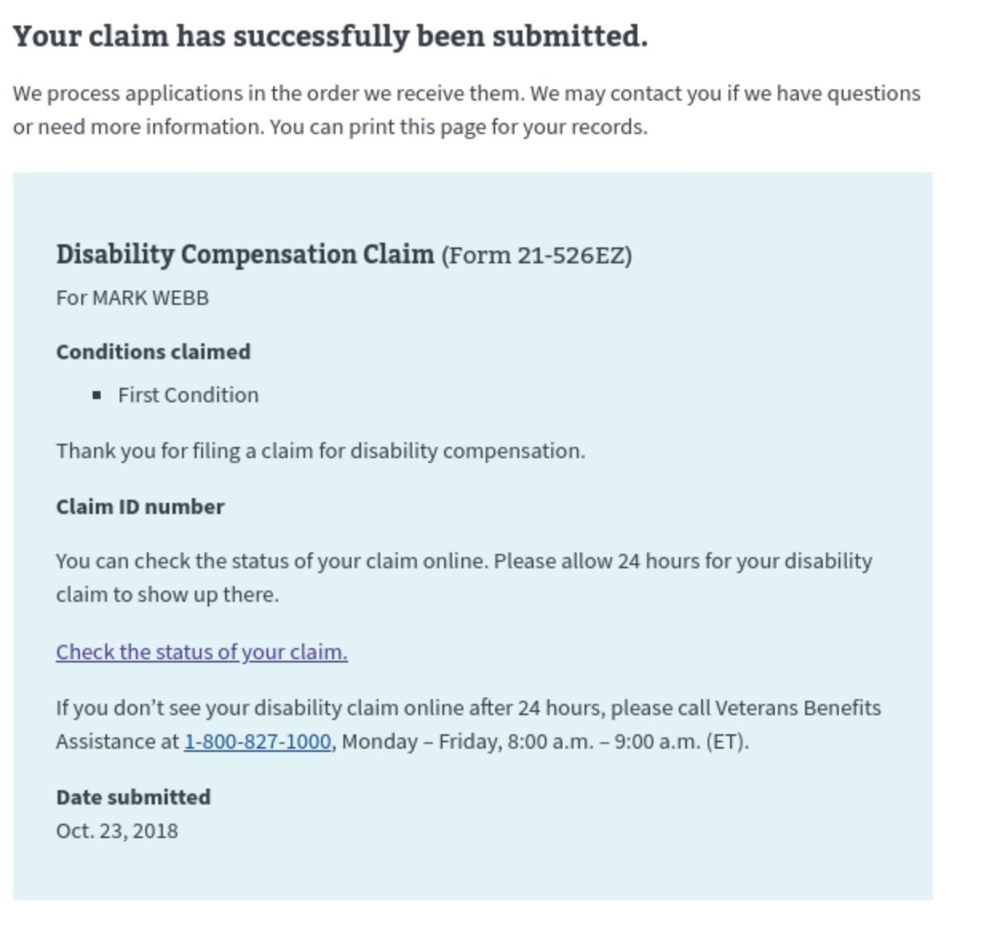 Your claim has successfully been submitted.
We process applications in the order we receive them. We may contact you if we have questions
or need more information. You can print this page for your records.
Disability Compensation Claim (Form 21-526EZ)
For MARK WEBB
Conditions claimed
▪ First Condition
Thank you for filing a claim for disability compensation.
Claim ID number
You can check the status of your claim online. Please allow 24 hours for your disability
claim to show up there.
Check the status of your claim.
If you don’t see your disability claim online after 24 hours, please call Veterans Benefits
Assistance at 1-800-827-1000, Monday – Friday, 8:00 a.m. – 9:00 a.m. (ET).
Date submitted
Oct. 23, 2018